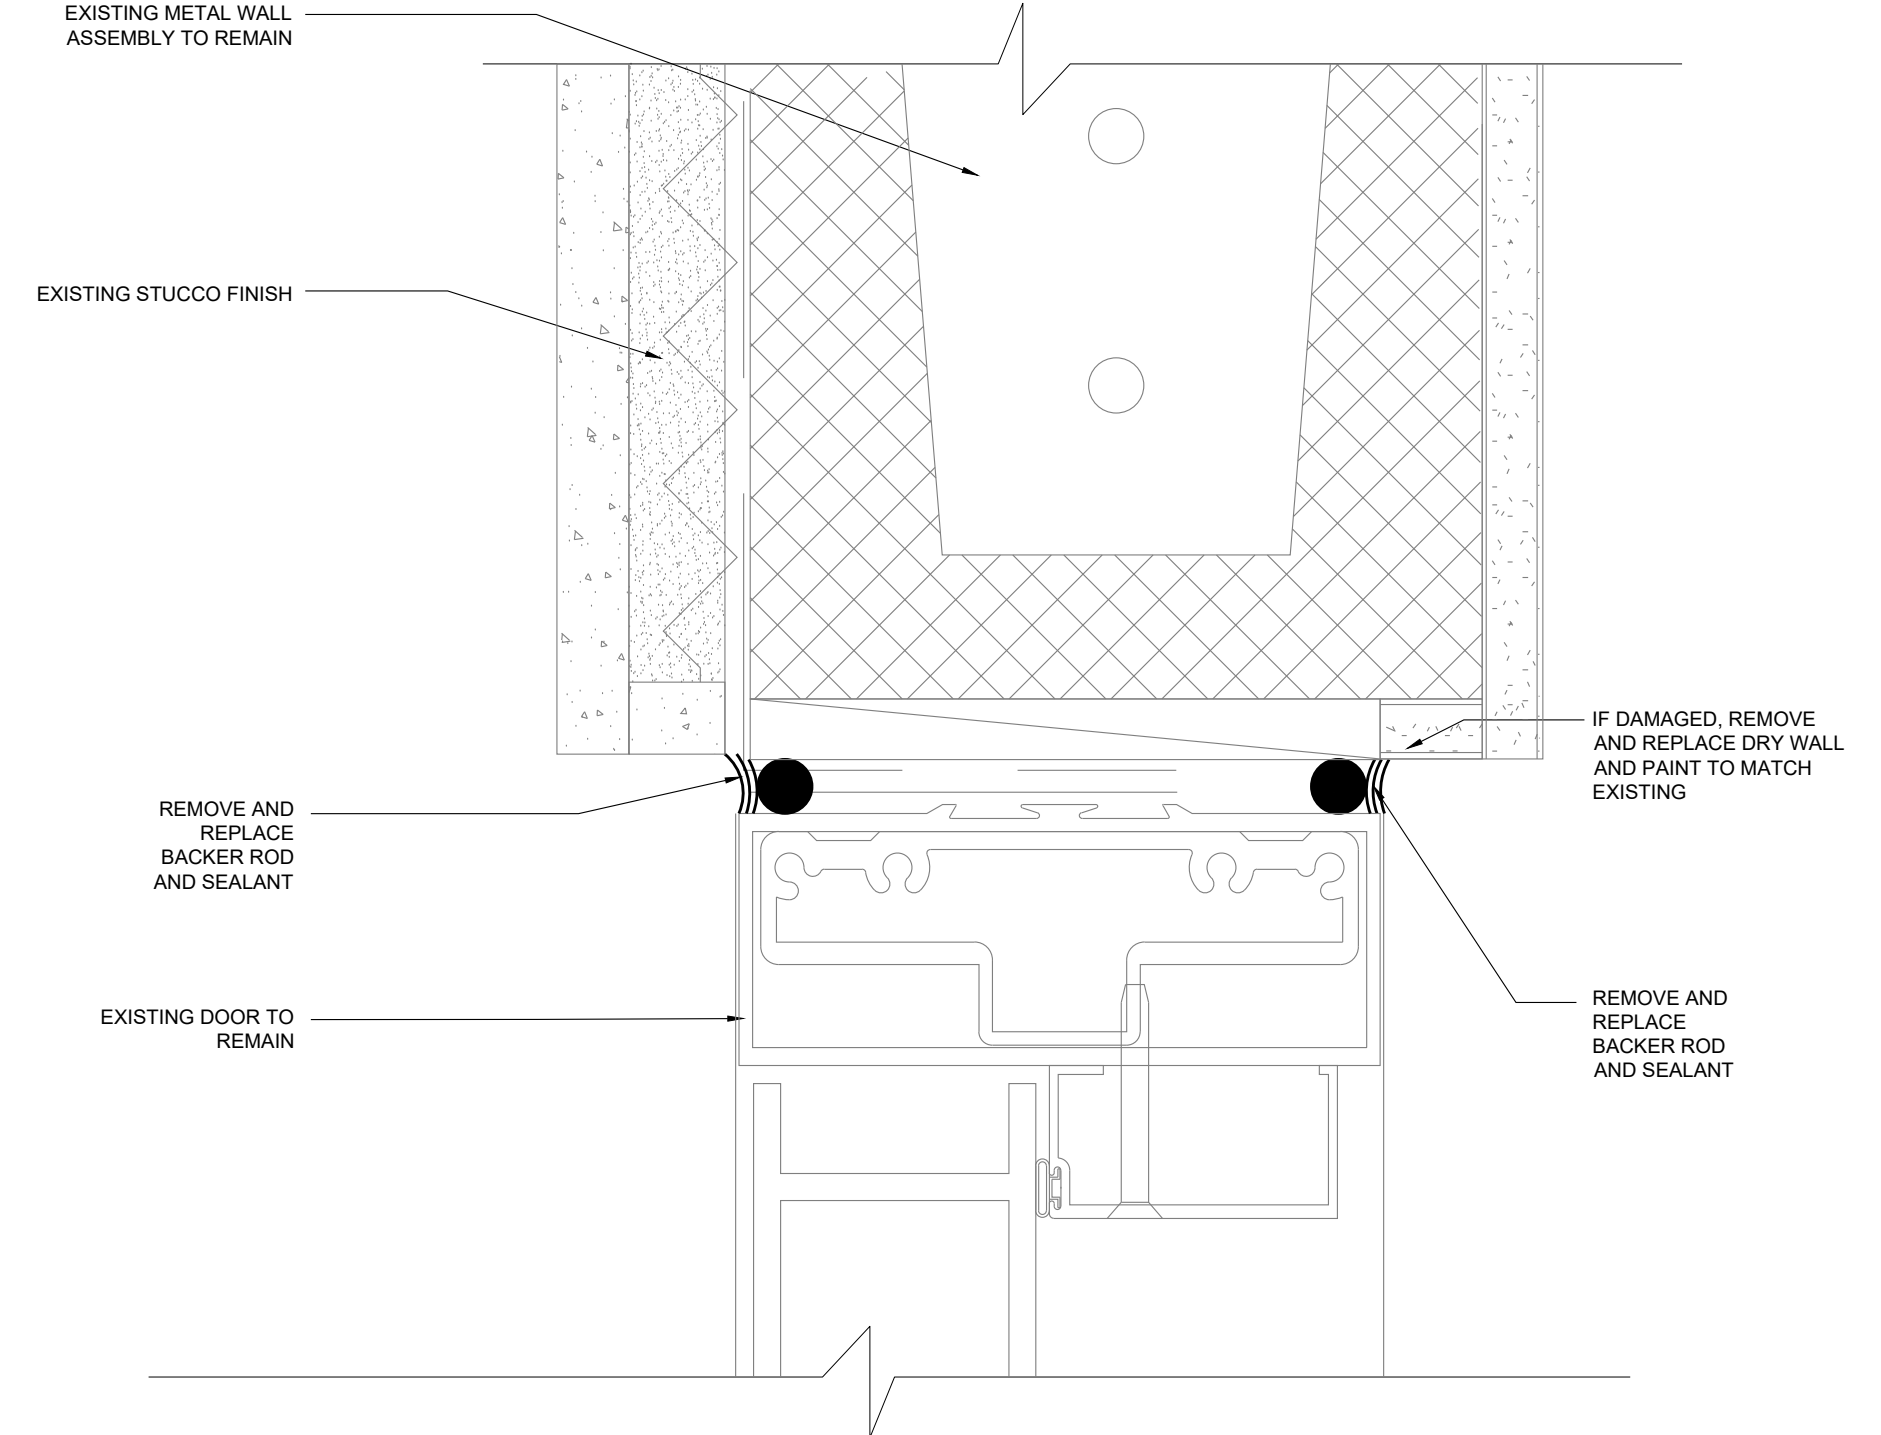 EXISTING METAL WALL
ASSEMBLY TO REMAIN
EXISTING STUCCO FINISH
IF DAMAGED, REMOVE
AND REPLACE DRY WALL
AND PAINT TO MATCH
EXISTING
REMOVE AND
REPLACE
BACKER ROD
AND SEALANT
EXISTING DOOR TO
REMAIN
REMOVE AND
REPLACE
BACKER ROD
AND SEALANT